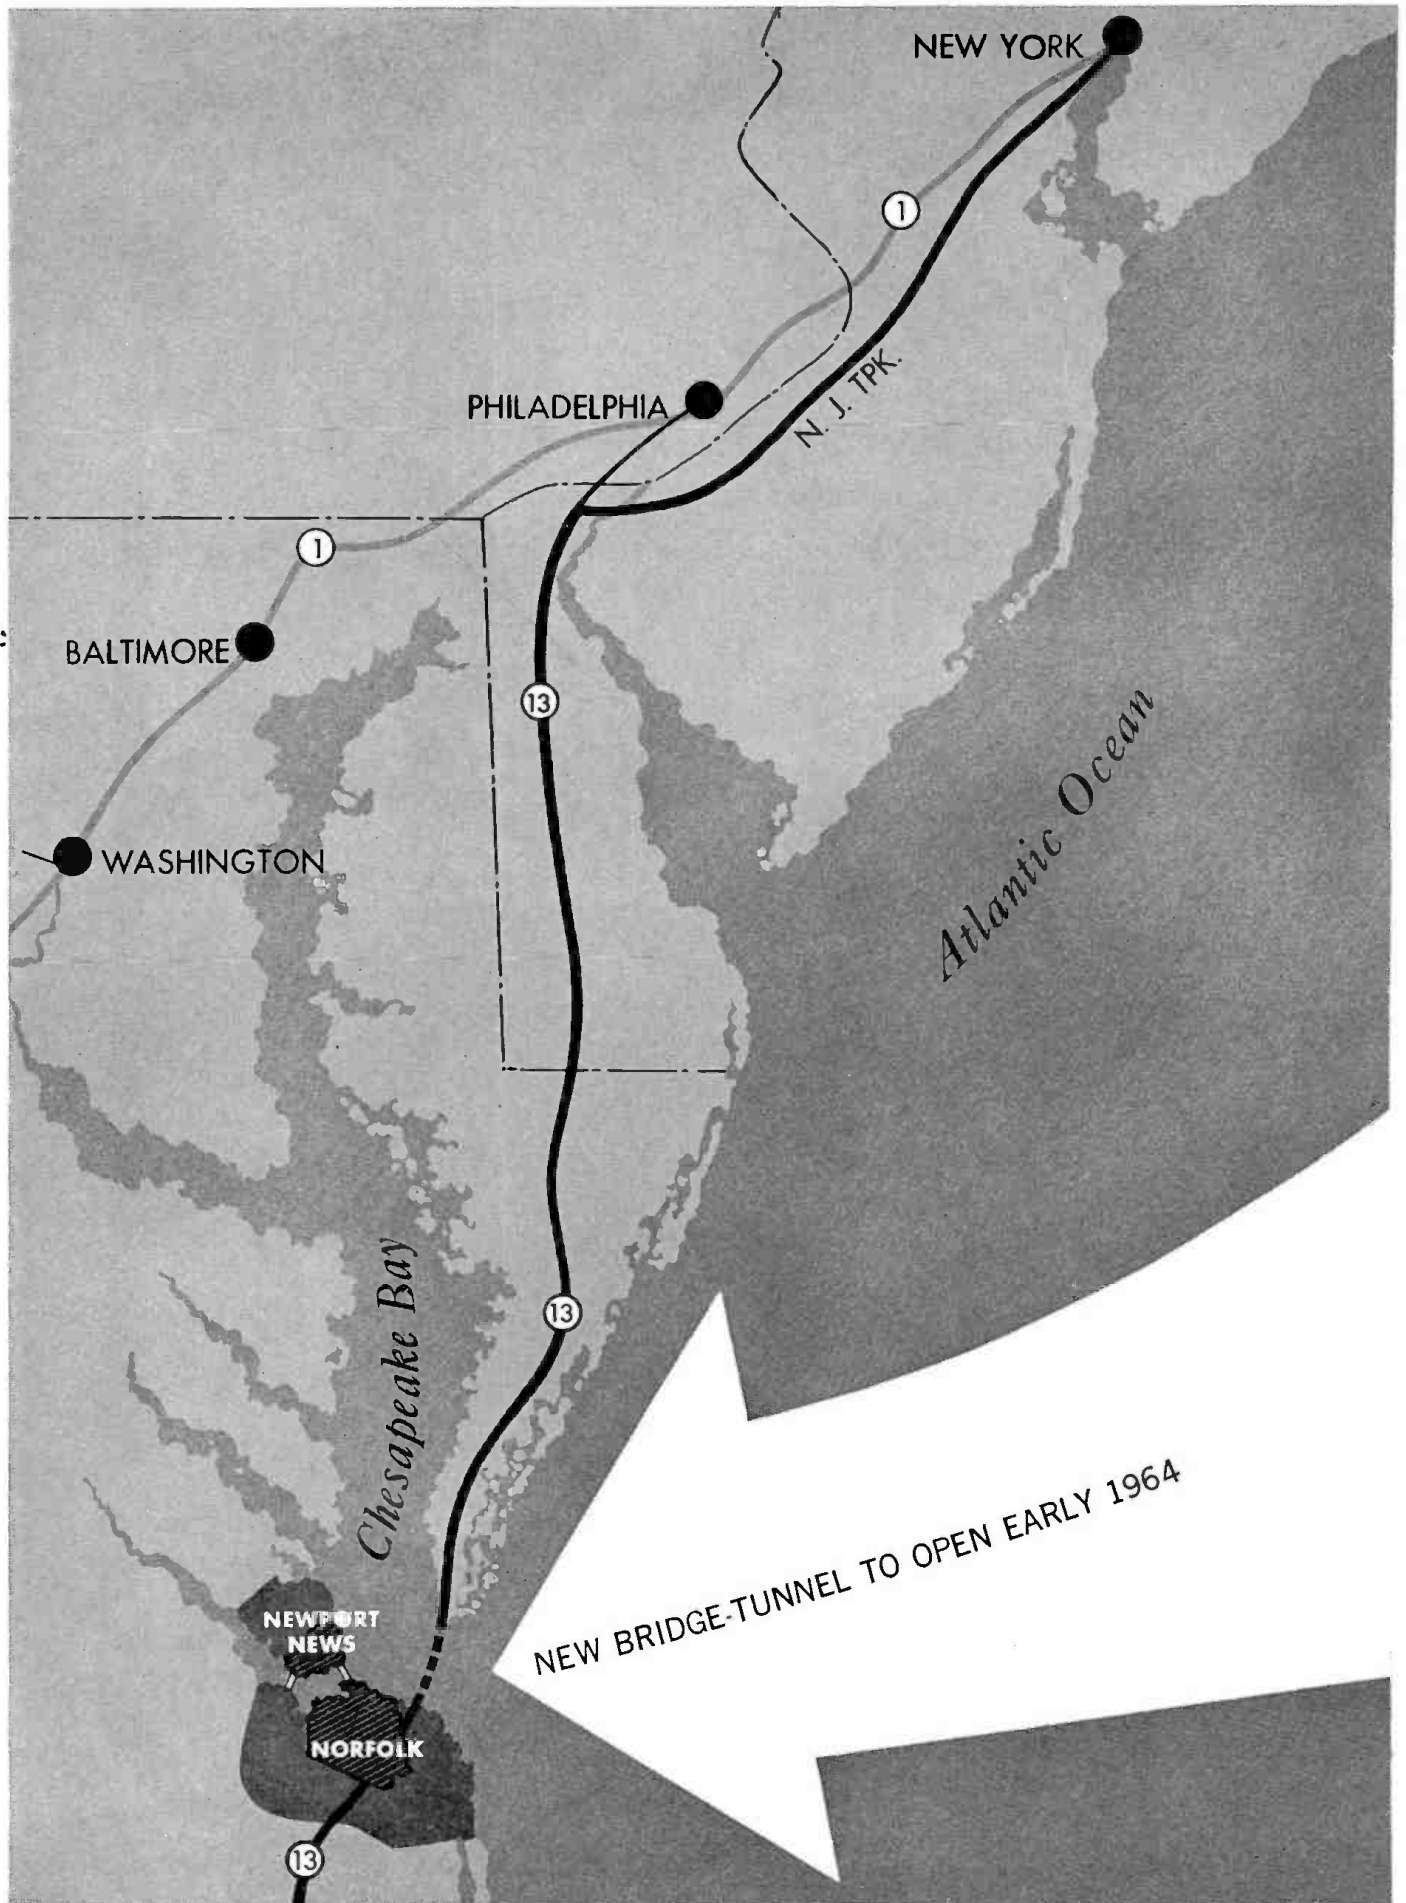 NEW YORK
1
N. J. TPK.
PHILADELPHIA
1
BALTIMORE
13
WASHINGTON
Atlantic Ocean
Chesapeake Bay
13
NEW BRIDGE-TUNNEL TO OPEN EARLY 1964
NEWPORT
NEWS
NORFOLK
13